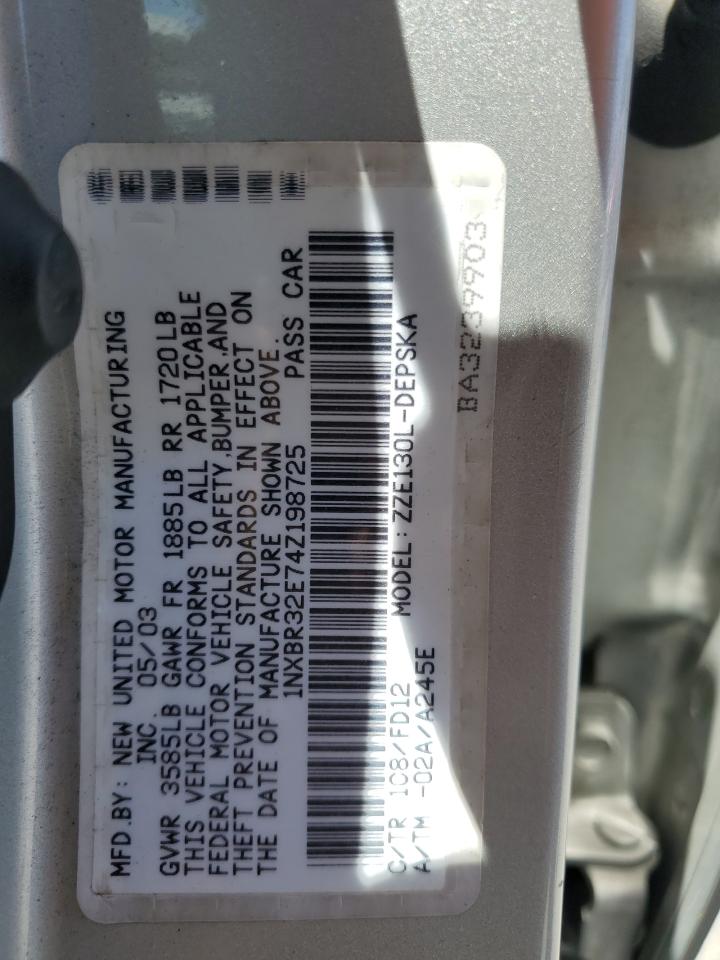 MFD.BY: NEW UNITED MOTOR MANUFACTURING
INC. 05/03
GVWR 3585LB GAWR FR 1885LB RR 1720LB
THIS VEHICLE CONFORMS TO ALL APPLICABLE
FEDERAL MOTOR VEHICLE SAFETY,BUMPER,AND
THEFT PREVENTION STANDARDS IN EFFECT ON
THE DATE OF MANUFACTURE SHOWN ABOVE.
1NXBR32E74Z198725 PASS CAR
C/TR 1C8/FD12 MODEL: ZZE130L-DEPSKA
A/TM -02A/A245E
BA3239903